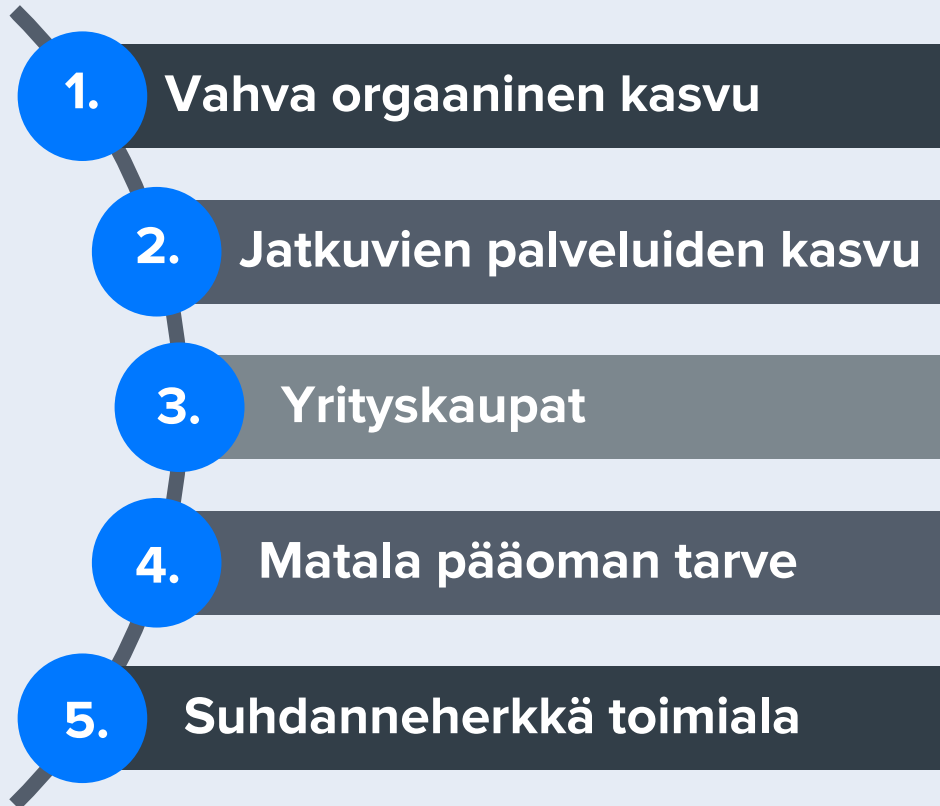 1. Vahva orgaaninen kasvu
2. Jatkuvien palveluiden kasvu
3. Yrityskaupat
4. Matala pääoman tarve
5. Suhdanneherkkä toimiala